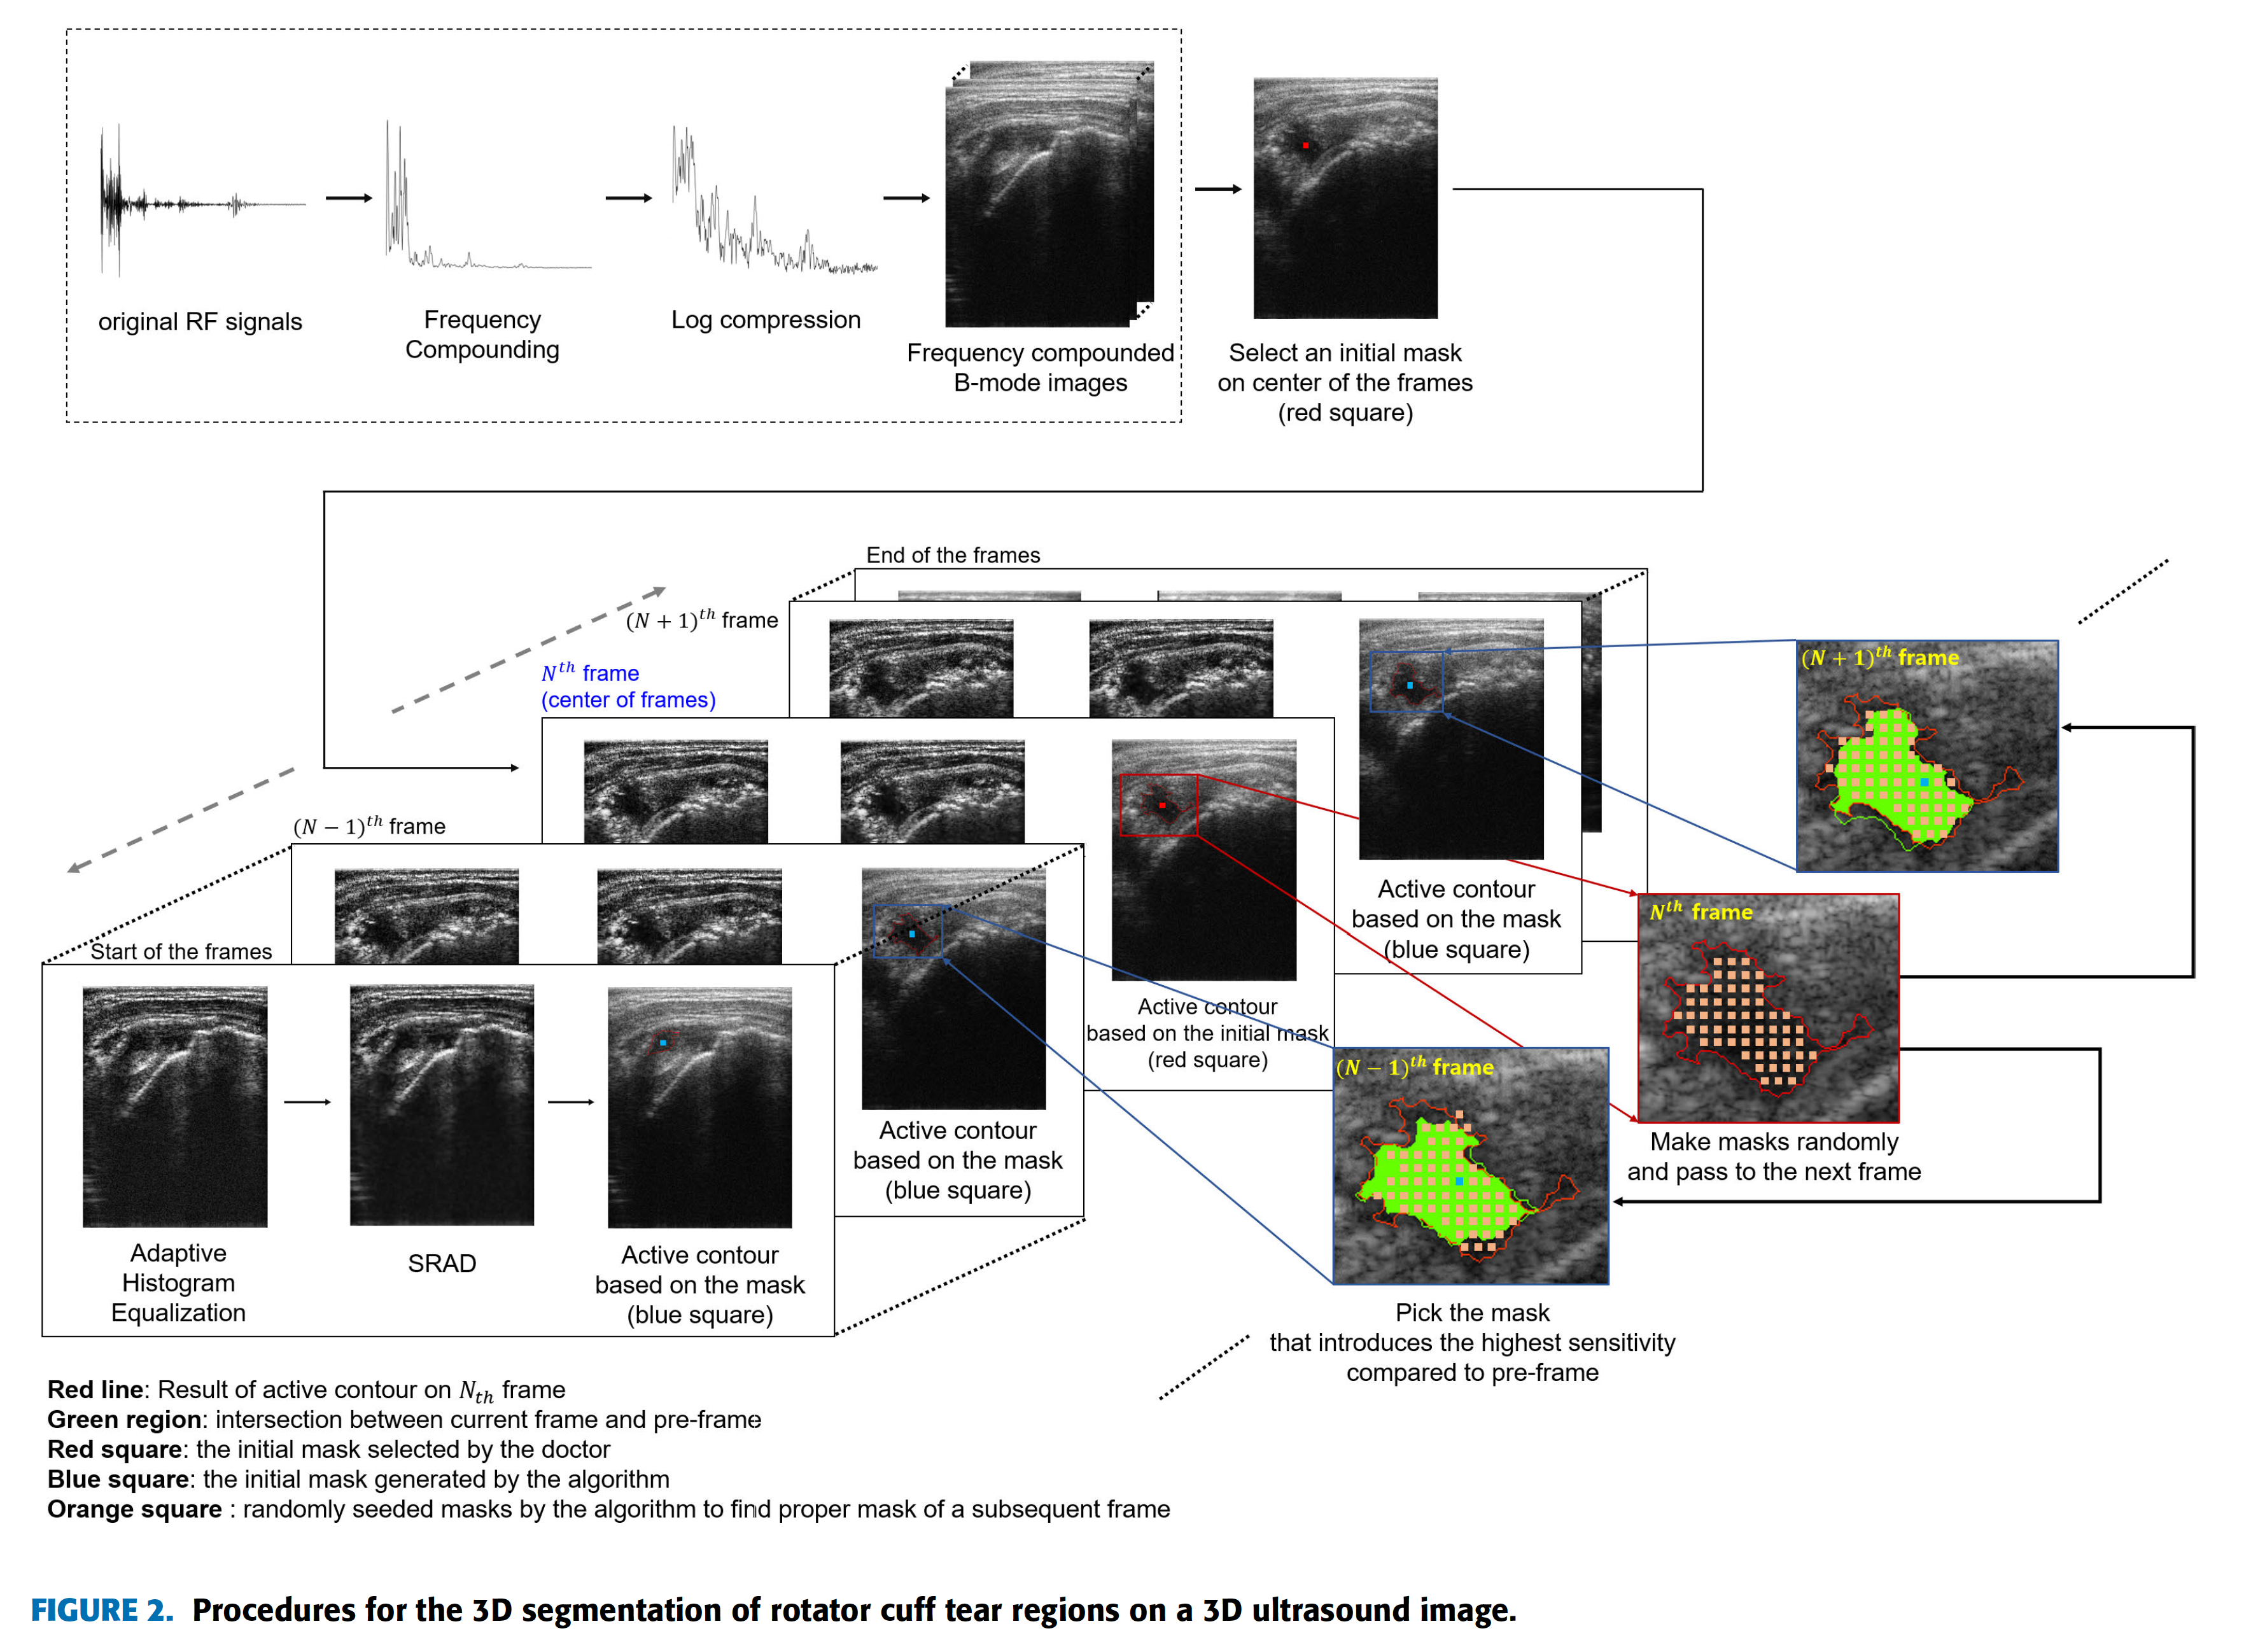 original RF signals
Frequency
Compounding
Log compression
Frequency compounded
B-mode images
Select an initial mask
on center of the frames
(red square)
End of the frames
(N + 1)th frame
Nth frame
(center of frames)
(N − 1)th frame
Start of the frames
(N + 1)th frame
Nth frame
(N − 1)th frame
Active contour
based on the mask
(blue square)
Active contour
based on the initial mask
(red square)
Active contour
based on the mask
(blue square)
Make masks randomly
and pass to the next frame
Adaptive
Histogram
Equalization
SRAD
Active contour
based on the mask
(blue square)
Pick the mask
that introduces the highest sensitivity
compared to pre-frame
Red line: Result of active contour on Nth frame
Green region: intersection between current frame and pre-frame
Red square: the initial mask selected by the doctor
Blue square: the initial mask generated by the algorithm
Orange square : randomly seeded masks by the algorithm to find proper mask of a subsequent frame
FIGURE 2. Procedures for the 3D segmentation of rotator cuff tear regions on a 3D ultrasound image.